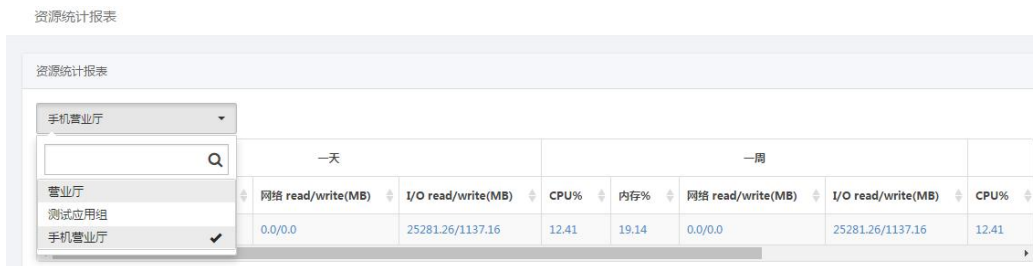 资源统计报表
资源统计报表
手机营业厅
一天 一周
营业厅 网络 read/write(MB) I/O read/write(MB) CPU% 内存% 网络 read/write(MB) I/O read/write(MB) CPU%
测试应用组
手机营业厅 0.0/0.0 25281.26/1137.16 12.41 19.14 0.0/0.0 25281.26/1137.16 12.41